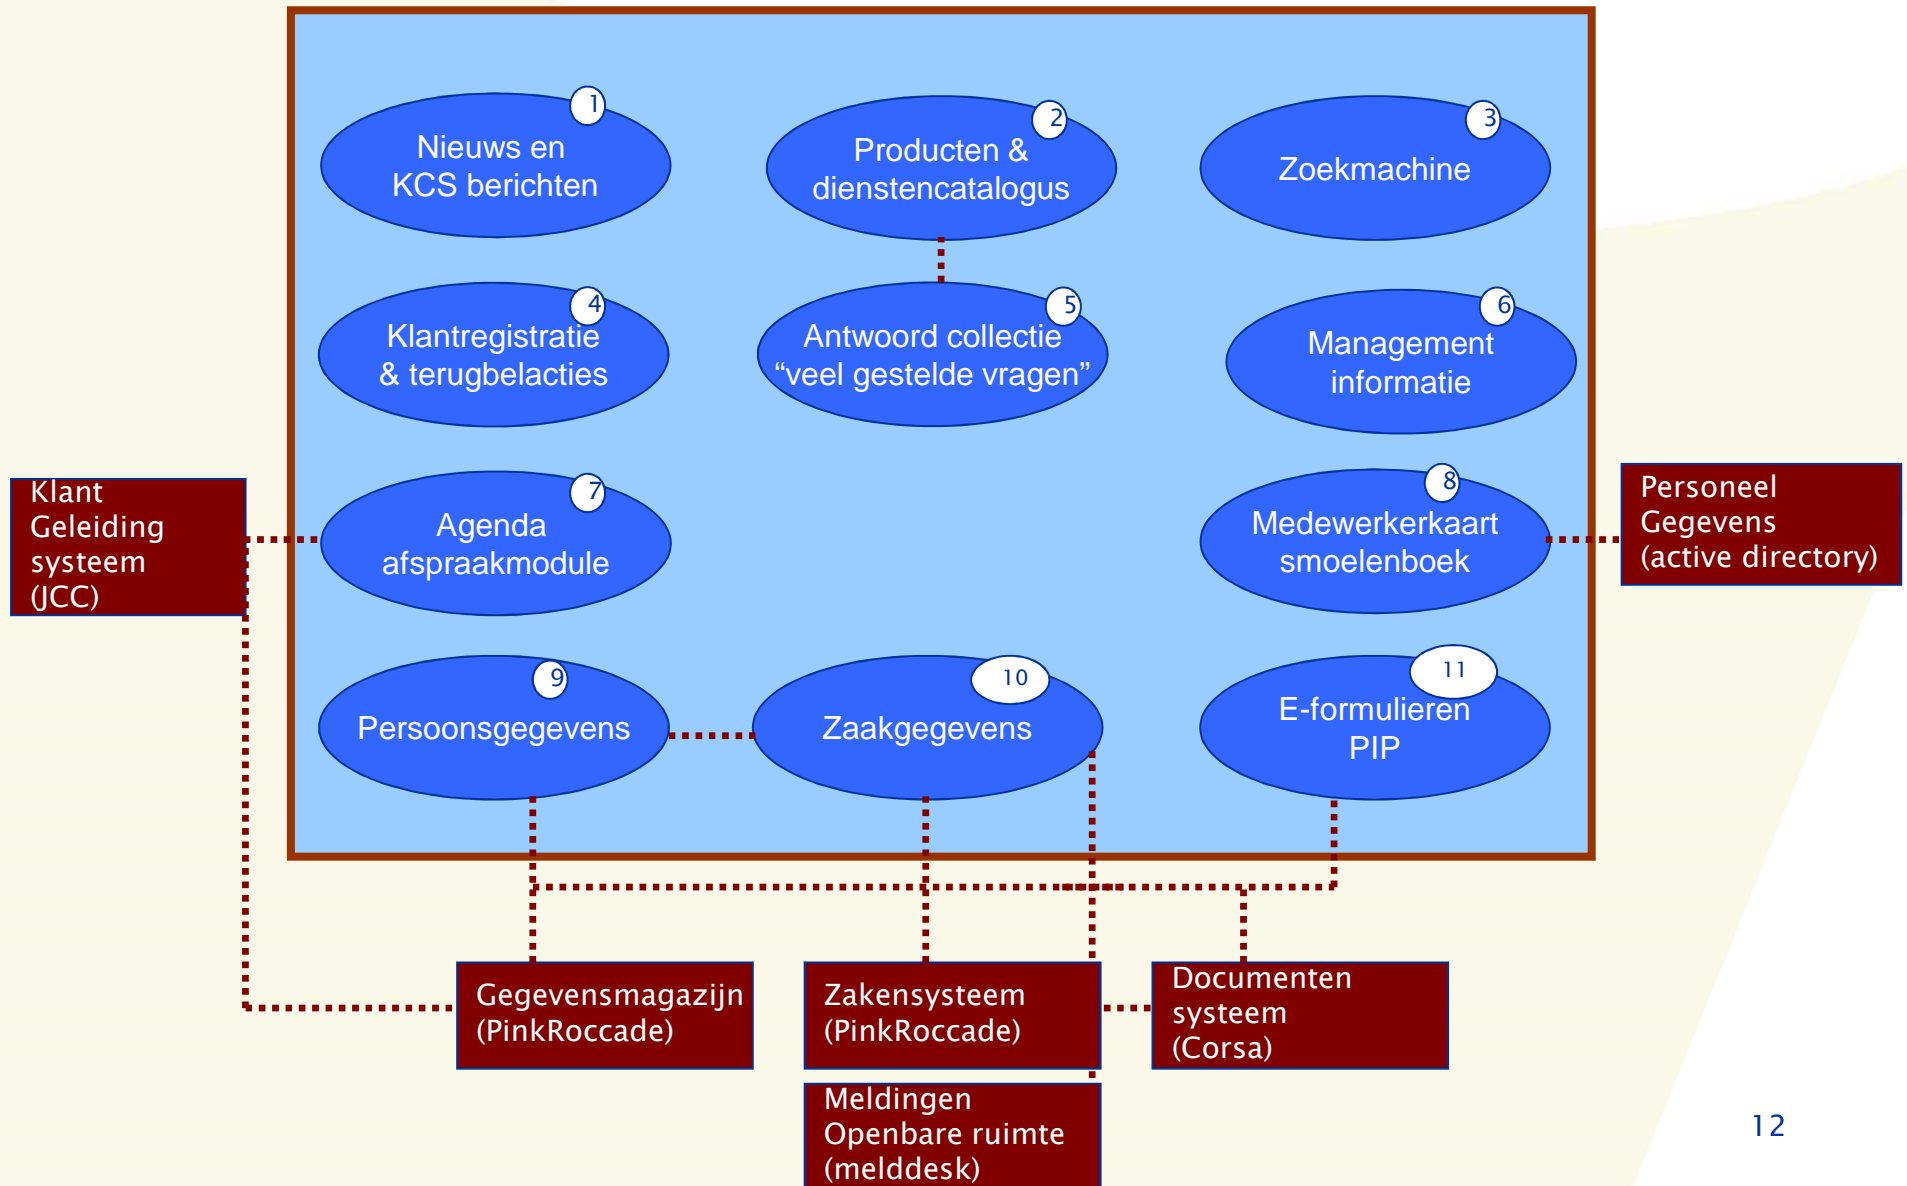 1
Nieuws en
KCS berichten
2
Producten &
dienstencatalogus
3
Zoekmachine
4
Klantregistratie
& terugbelacties
5
Antwoord collectie
“veel gestelde vragen”
6
Management
informatie
Klant
Geleiding
systeem
(JCC)
7
Agenda
afspraakmodule
8
Medewerkerkaart
smoelenboek
Personeel
Gegevens
(active directory)
9
Persoonsgegevens
10
Zaakgegevens
11
E-formulieren
PIP
Gegevensmagazijn
(PinkRoccade)
Zakensysteem
(PinkRoccade)
Documenten
systeem
(Corsa)
Meldingen
Openbare ruimte
(melddesk)
12